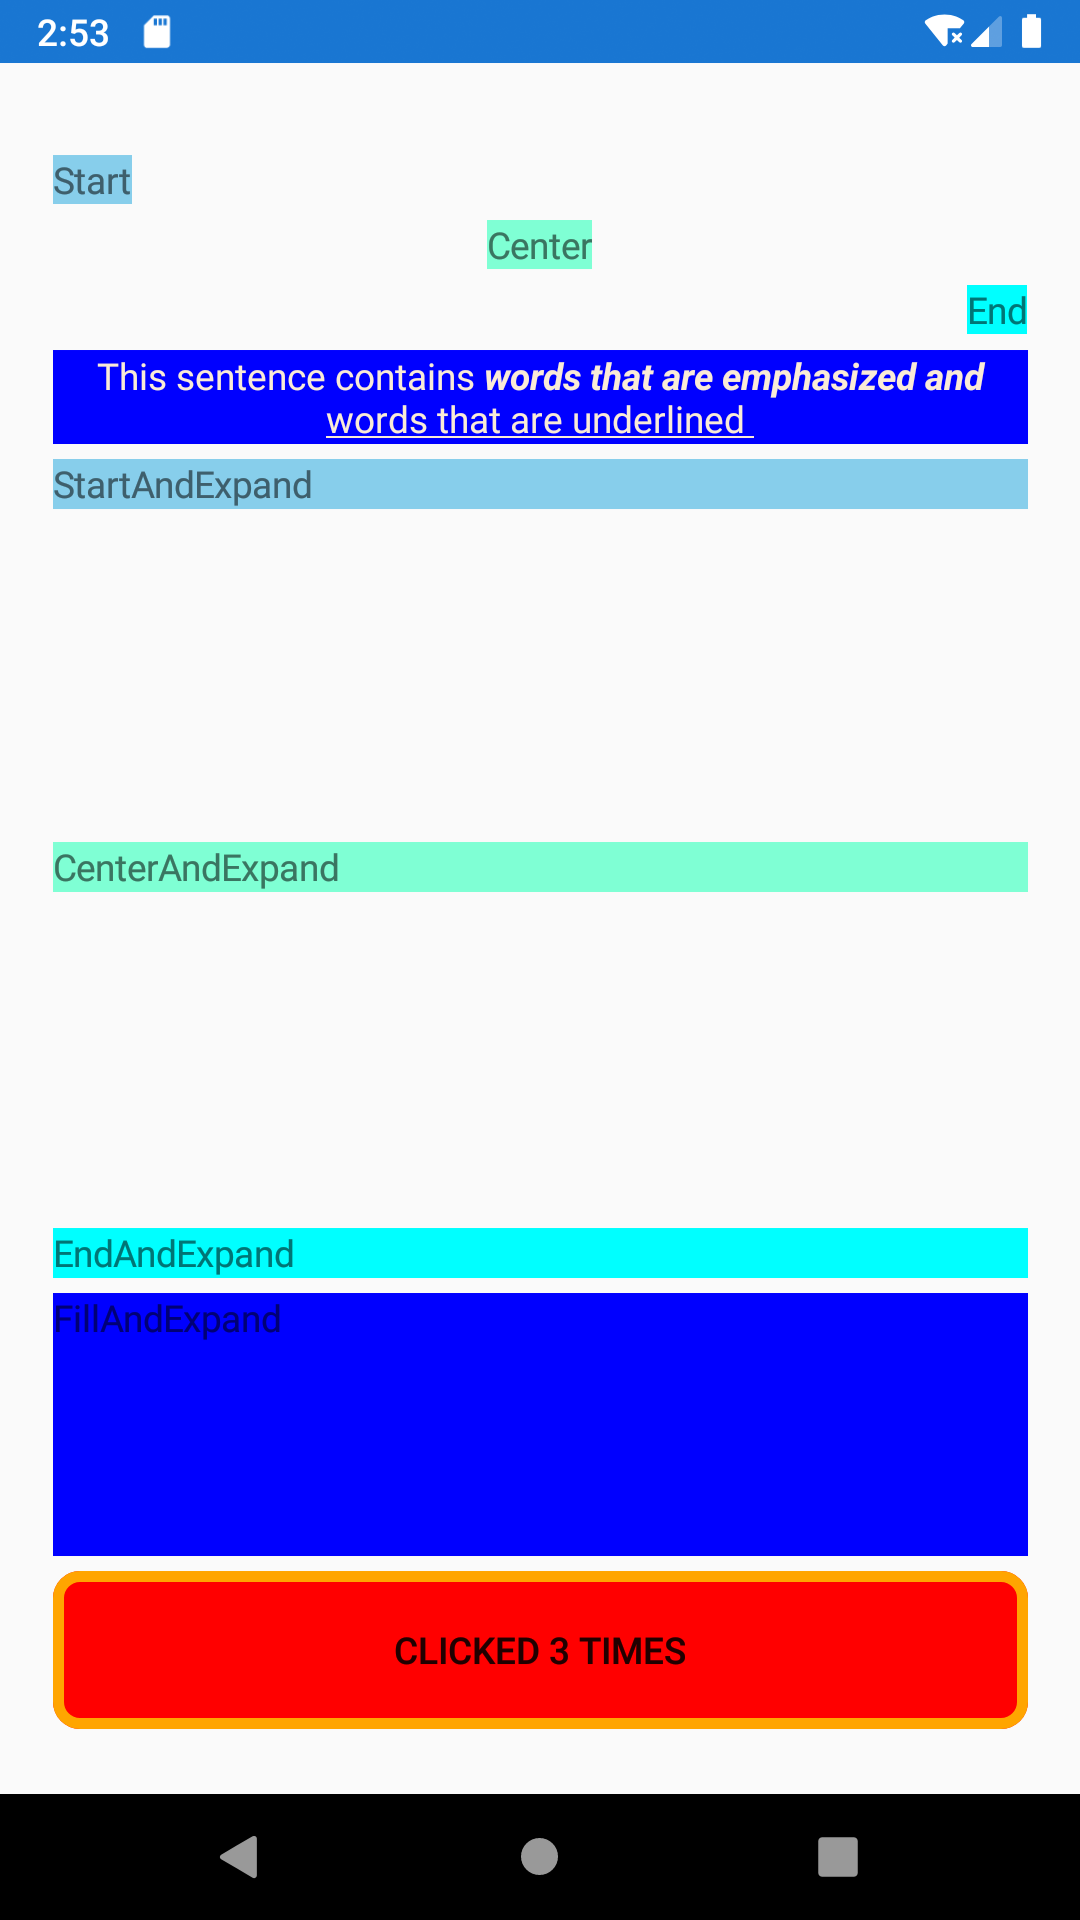 2:53
Start
Center
End
This sentence contains words that are emphasized and
words that are underlined
StartAndExpand
CenterAndExpand
EndAndExpand
FillAndExpand
CLICKED 3 TIMES